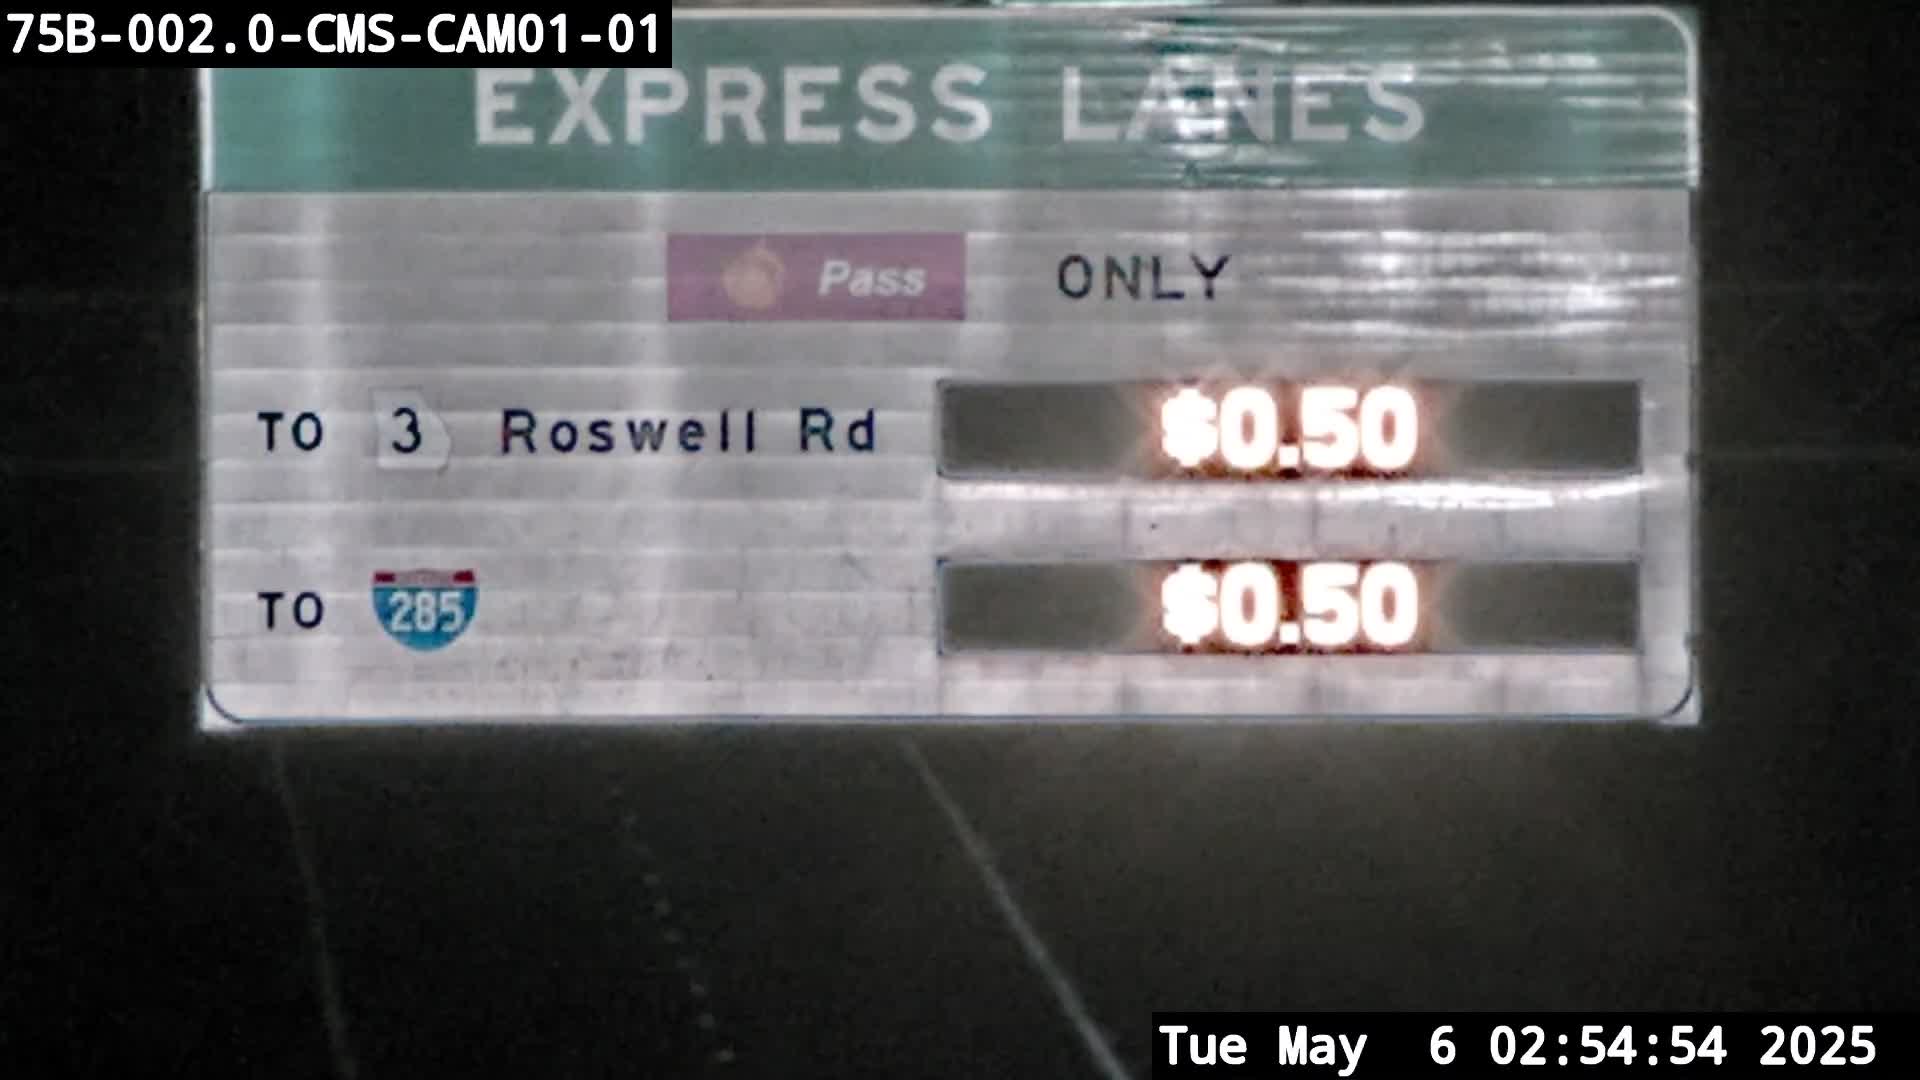 75B-002.0-CMS-CAM01-01
EXPRESS LANES
Pass ONLY
TO 3 Roswell Rd $0.50
TO 285 $0.50
Tue May 6 02:54:54 2025